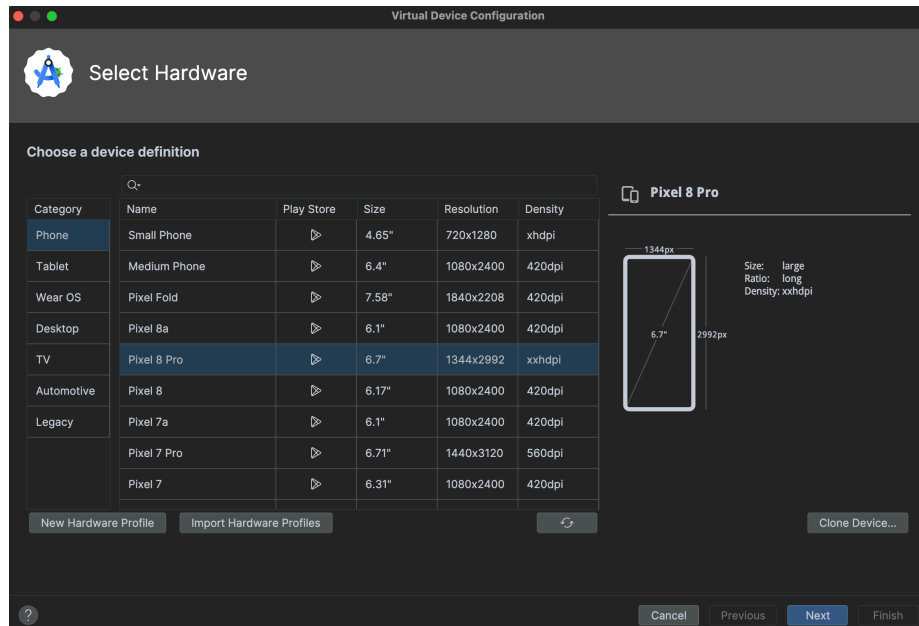 Virtual Device Configuration
Select Hardware
Choose a device definition
Category
Phone
Tablet
Wear OS
Desktop
TV
Automotive
Legacy
Name Play Store Size Resolution Density
Small Phone 4.65" 720x1280 xhdpi
Medium Phone 6.4" 1080x2400 420dpi
Pixel Fold 7.58" 1840x2208 420dpi
Pixel 8a 6.1" 1080x2400 420dpi
Pixel 8 Pro 6.7" 1344x2992 xxhdpi
Pixel 8 6.17" 1080x2400 420dpi
Pixel 7a 6.1" 1080x2400 420dpi
Pixel 7 Pro 6.71" 1440x3120 560dpi
Pixel 7 6.31" 1080x2400 420dpi
Pixel 8 Pro
1344px
6.7" 2992px
Size: large
Ratio: long
Density: xxhdpi
New Hardware Profile Import Hardware Profiles Clone Device...
? Cancel Previous Next Finish